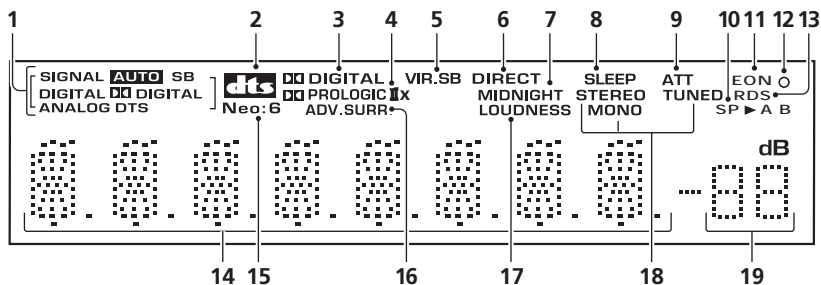 1 2 3 4 5 6 7 8 9 10 11 12 13
SIGNAL AUTO SB dts DIGITAL VIR.SB DIRECT SLEEP ATT EON
DIGITAL DIGITAL PROLOGIC IIx MIDNIGHT STEREO TUNED RDS
ANALOG DTS Neo:6 ADV.SURR. LOUDNESS MONO SP ► A B
dB
14 15 16 17 18 19